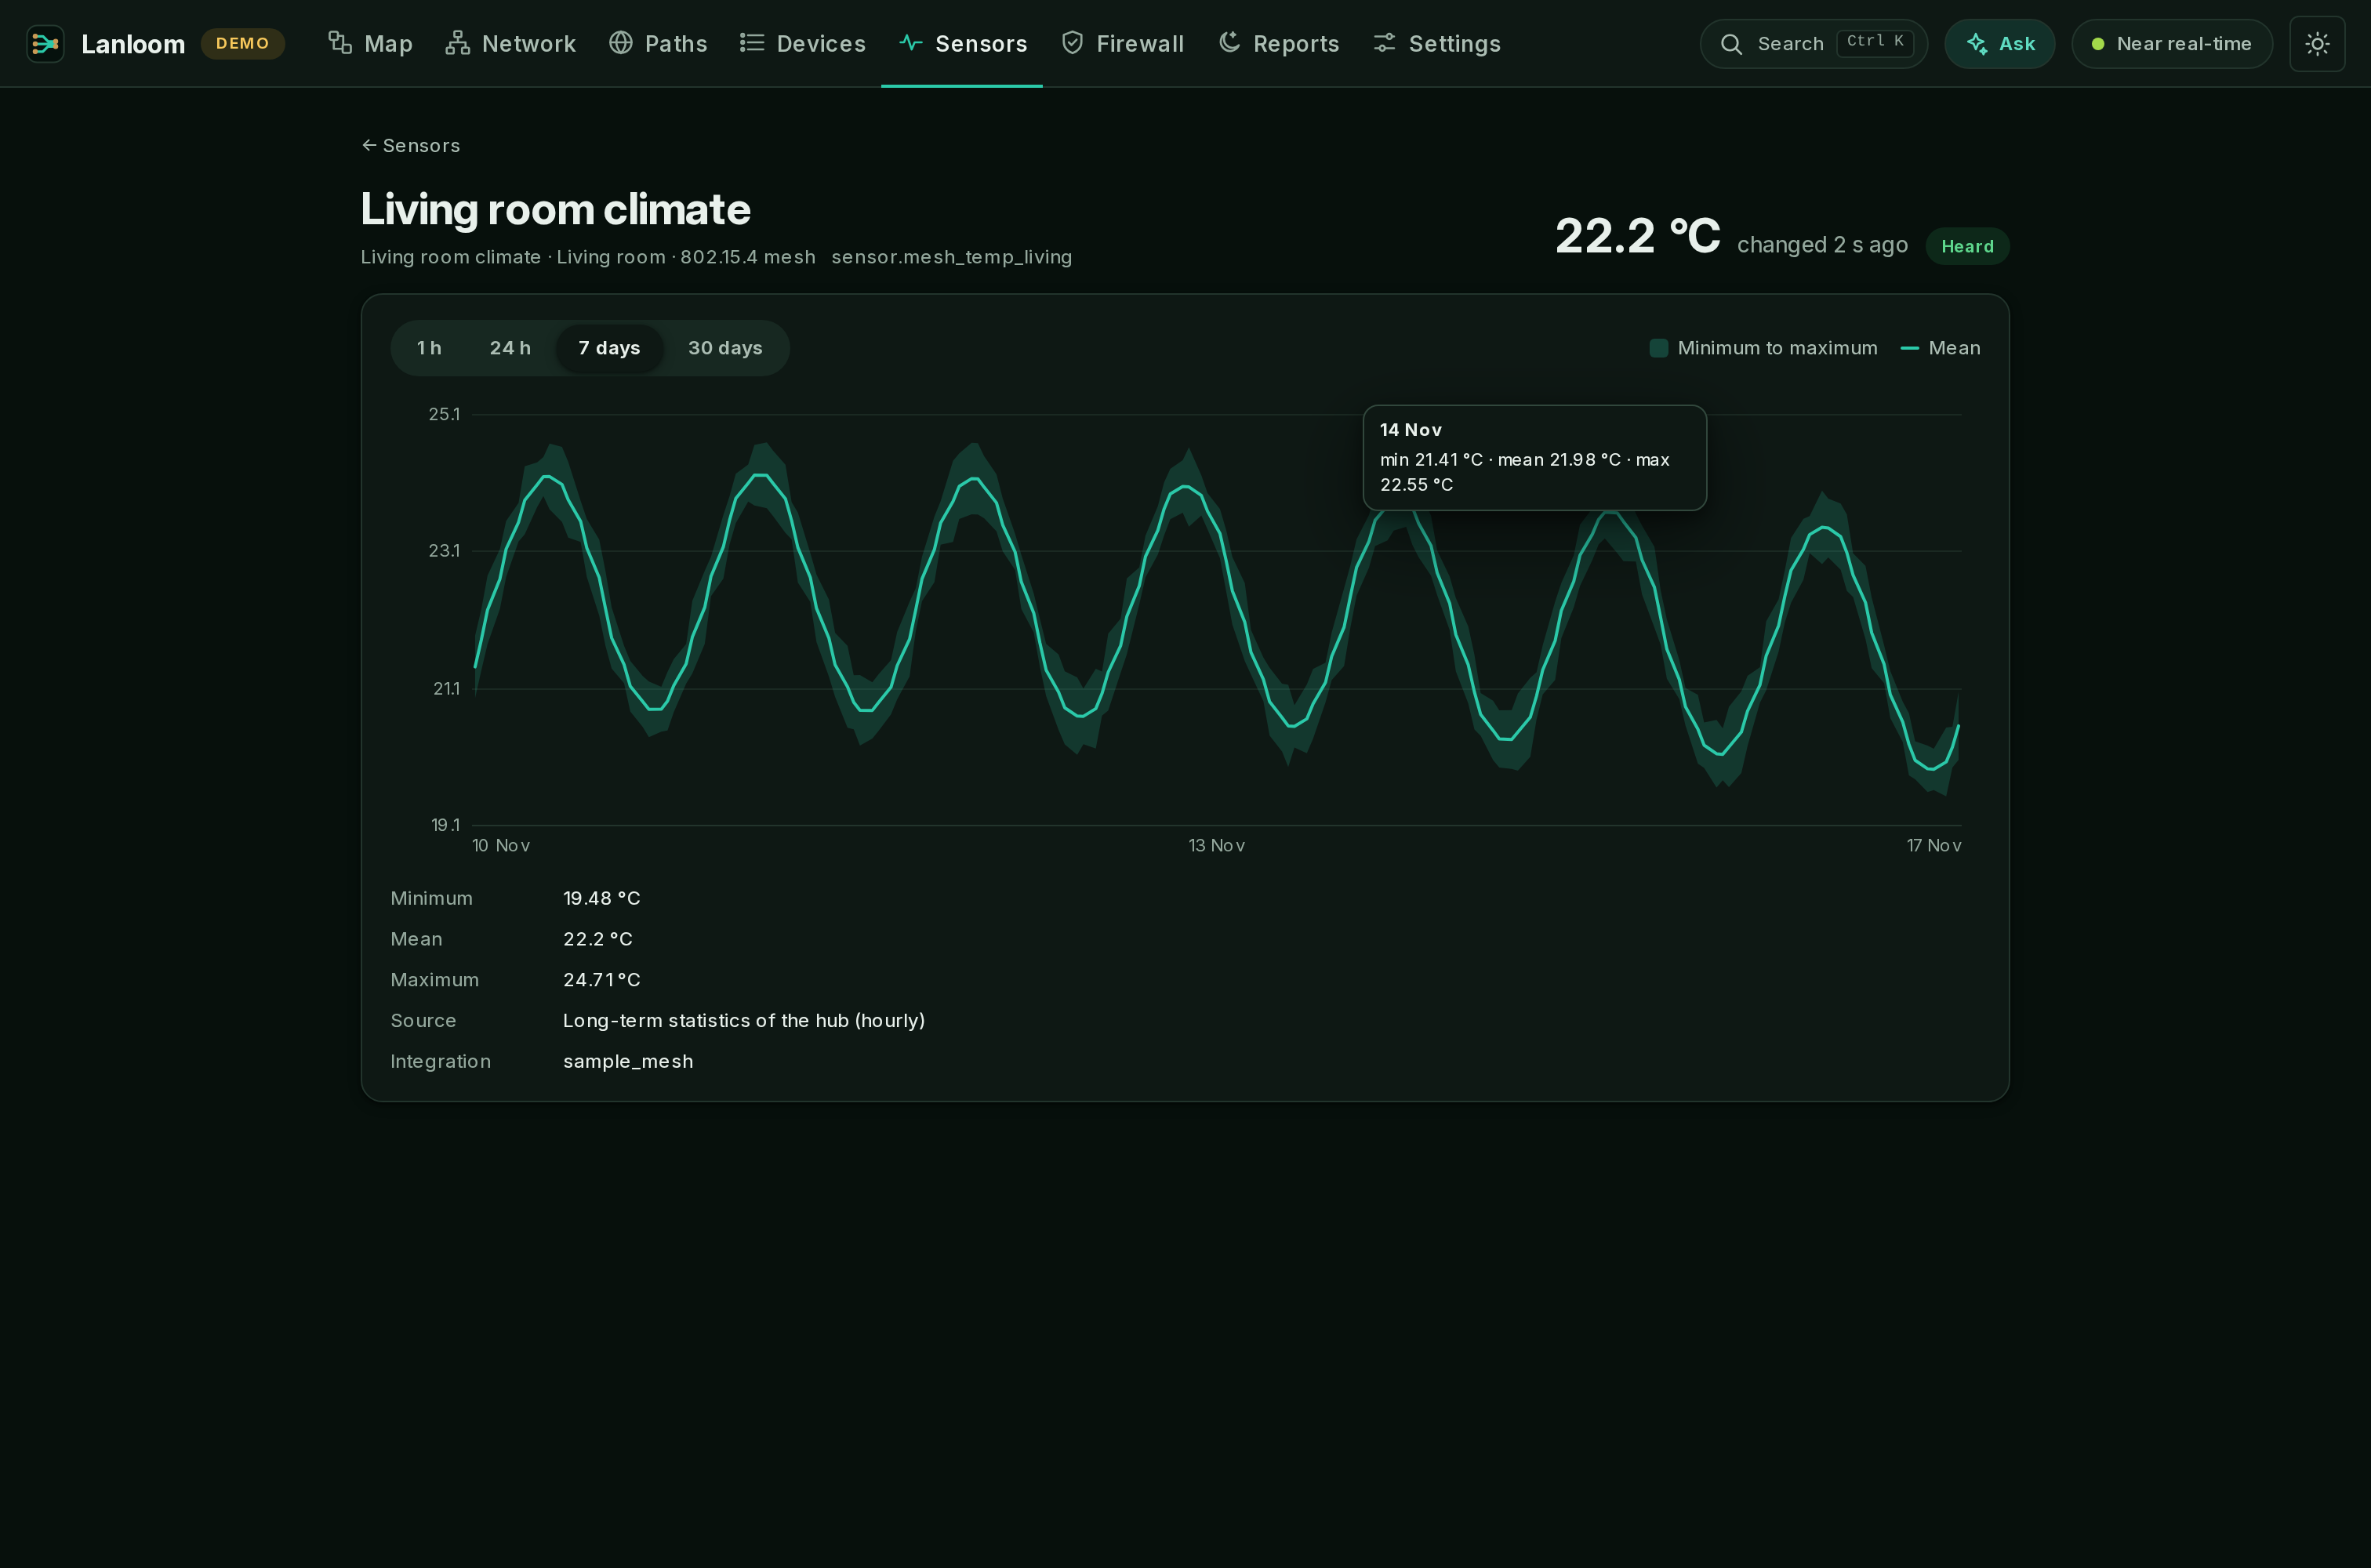 Lanloom DEMO Map Network Paths Devices Sensors Firewall Reports Settings Search Ctrl K Ask Near real-time
← Sensors
Living room climate
22.2 °C changed 2 s ago Heard
Living room climate · Living room · 802.15.4 mesh sensor.mesh_temp_living
1 h 24 h 7 days 30 days
Minimum to maximum Mean
25.1
14 Nov
min 21.41 °C · mean 21.98 °C · max
22.55 °C
23.1
21.1
19.1
10 Nov 13 Nov 17 Nov
Minimum 19.48 °C
Mean 22.2 °C
Maximum 24.71 °C
Source Long-term statistics of the hub (hourly)
Integration sample_mesh